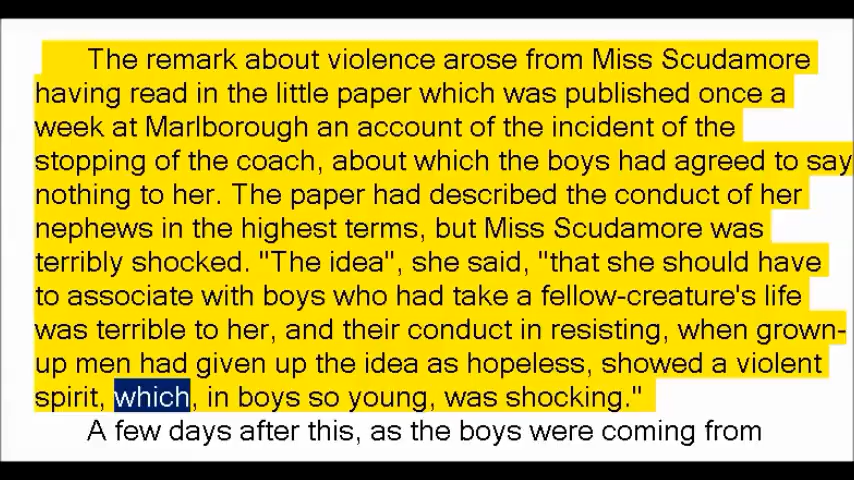 The remark about violence arose from Miss Scudamore
having read in the little paper which was published once a
week at Marlborough an account of the incident of the
stopping of the coach, about which the boys had agreed to say
nothing to her. The paper had described the conduct of her
nephews in the highest terms, but Miss Scudamore was
terribly shocked. "The idea", she said, "that she should have
to associate with boys who had take a fellow-creature's life
was terrible to her, and their conduct in resisting, when grown-
up men had given up the idea as hopeless, showed a violent
spirit, which, in boys so young, was shocking."
A few days after this, as the boys were coming from